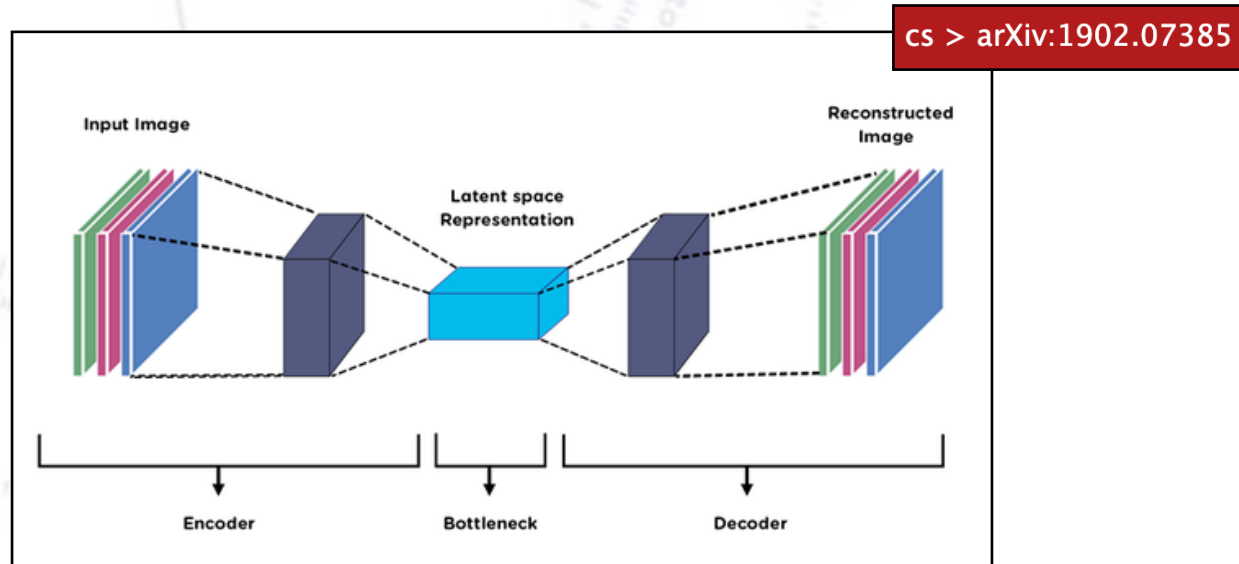 cs > arXiv:1902.07385
Input Image
Reconstructed
Image
Latent space
Representation
Encoder
Bottleneck
Decoder